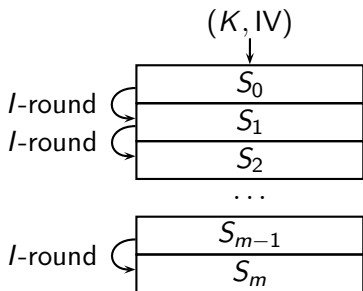 (K, IV)
S_0
I-round
S_1
I-round
S_2
...
S_{m−1}
I-round
S_m